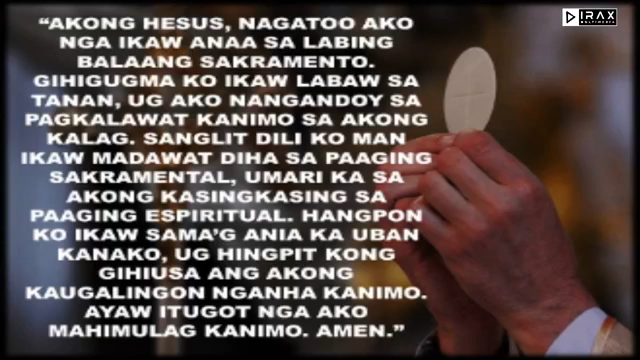 “AKONG HESUS, NAGATOO AKO
NGA IKAW ANAA SA LABING
BALAANG SAKRAMENTO.
GIHIGUGMA KO IKAW LABAW SA
TANAN, UG AKO NANGANDOY SA
PAGKALAWAT KANIMO SA AKONG
KALAG. SANGLIT DILI KO MAN
IKAW MADAWAT DIHA SA PAAGING
SAKRAMENTAL, UMARI KA SA
AKONG KASINGKASING SA
PAAGING ESPIRITUAL. HANGPON
KO IKAW SAMA’G ANIA KA UBAN
KANAKO, UG HINGPIT KONG
GIHIUSA ANG AKONG
KAUGALINGON NGANHA KANIMO.
AYAW ITUGOT NGA AKO
MAHIMULAG KANIMO. AMEN.”
IRAX
MULTIMEDIA